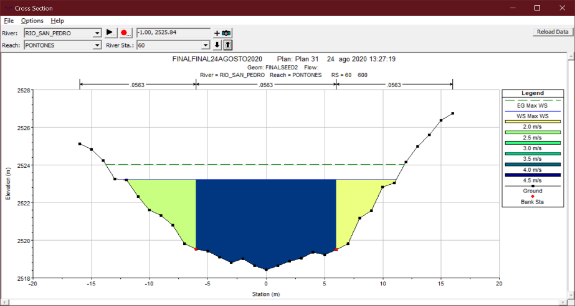 Cross Section
File Options Help
River: RIO_SAN_PEDRO -1.00, 2525.84 Reload Data
Reach: PONTONES River Sta.: 60
FINALFINAL24AGOSTO2020 Plan: Plan 31 24 ago 2020 13:27:19
Geom: FINALSEED2 Flow:
River = RIO_SAN_PEDRO Reach = PONTONES RS = 60 600
.0563 .0563 .0563
Legend
EG Max WS
WS Max WS
2.0 m/s
2.5 m/s
3.0 m/s
3.5 m/s
4.0 m/s
4.5 m/s
Ground
Bank Sta
2528
2526
2524
2522
2520
2518
Elevation (m)
-20 -15 -10 -5 0 5 10 15 20
Station (m)